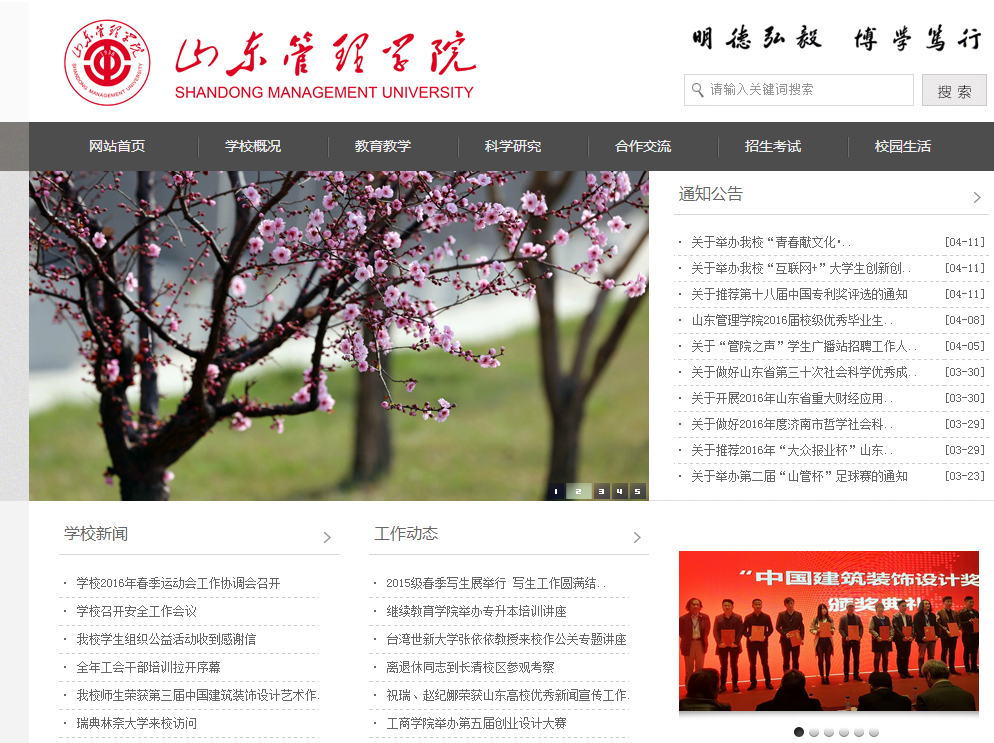 山东管理学院
SHANDONG MANAGEMENT UNIVERSITY
明德弘毅 博学笃行
请输入关键词搜索
搜 索
网站首页 学校概况 教育教学 科学研究 合作交流 招生考试 校园生活
通知公告
· 关于举办我校“青春献文化·.. [04-11]
· 关于举办我校“互联网+”大学生创新创.. [04-11]
· 关于推荐第十八届中国专利奖评选的通知 [04-11]
· 山东管理学院2016届校级优秀毕业生.. [04-08]
· 关于“管院之声”学生广播站招聘工作人.. [04-05]
· 关于做好山东省第三十次社会科学优秀成.. [03-30]
· 关于开展2016年山东省重大财经应用.. [03-30]
· 关于做好2016年度济南市哲学社会科.. [03-29]
· 关于推荐2016年“大众报业杯”山东.. [03-29]
· 关于举办第二届“山管杯”足球赛的通知 [03-23]
1 2 3 4 5
学校新闻
· 学校2016年春季运动会工作协调会召开
· 学校召开安全工作会议
· 我校学生组织公益活动收到感谢信
· 全年工会干部培训拉开序幕
· 我校师生荣获第三届中国建筑装饰设计艺术作.
· 瑞典林奈大学来校访问
工作动态
· 2015级春季写生展举行 写生工作圆满结..
· 继续教育学院举办专升本培训讲座
· 台湾世新大学张依依教授来校作公关专题讲座
· 离退休同志到长清校区参观考察
· 祝瑞、赵纪娜荣获山东高校优秀新闻宣传工作.
· 工商学院举办第五届创业设计大赛
“中国建筑装饰设计奖
颁奖典礼